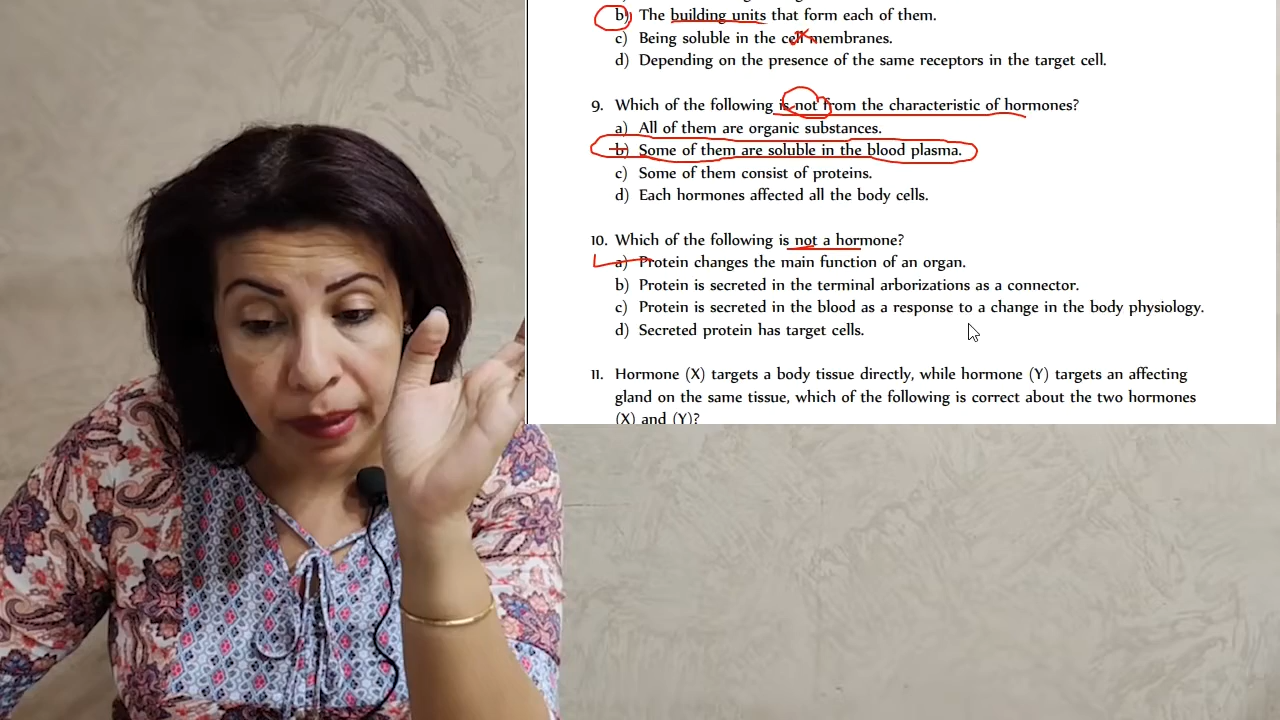 b) The building units that form each of them.
c) Being soluble in the cell membranes.
d) Depending on the presence of the same receptors in the target cell.
9. Which of the following is not from the characteristic of hormones?
a) All of them are organic substances.
b) Some of them are soluble in the blood plasma.
c) Some of them consist of proteins.
d) Each hormones affected all the body cells.
10. Which of the following is not a hormone?
a) Protein changes the main function of an organ.
b) Protein is secreted in the terminal arborizations as a connector.
c) Protein is secreted in the blood as a response to a change in the body physiology.
d) Secreted protein has target cells.
11. Hormone (X) targets a body tissue directly, while hormone (Y) targets an affecting
gland on the same tissue, which of the following is correct about the two hormones
(X) and (Y)?